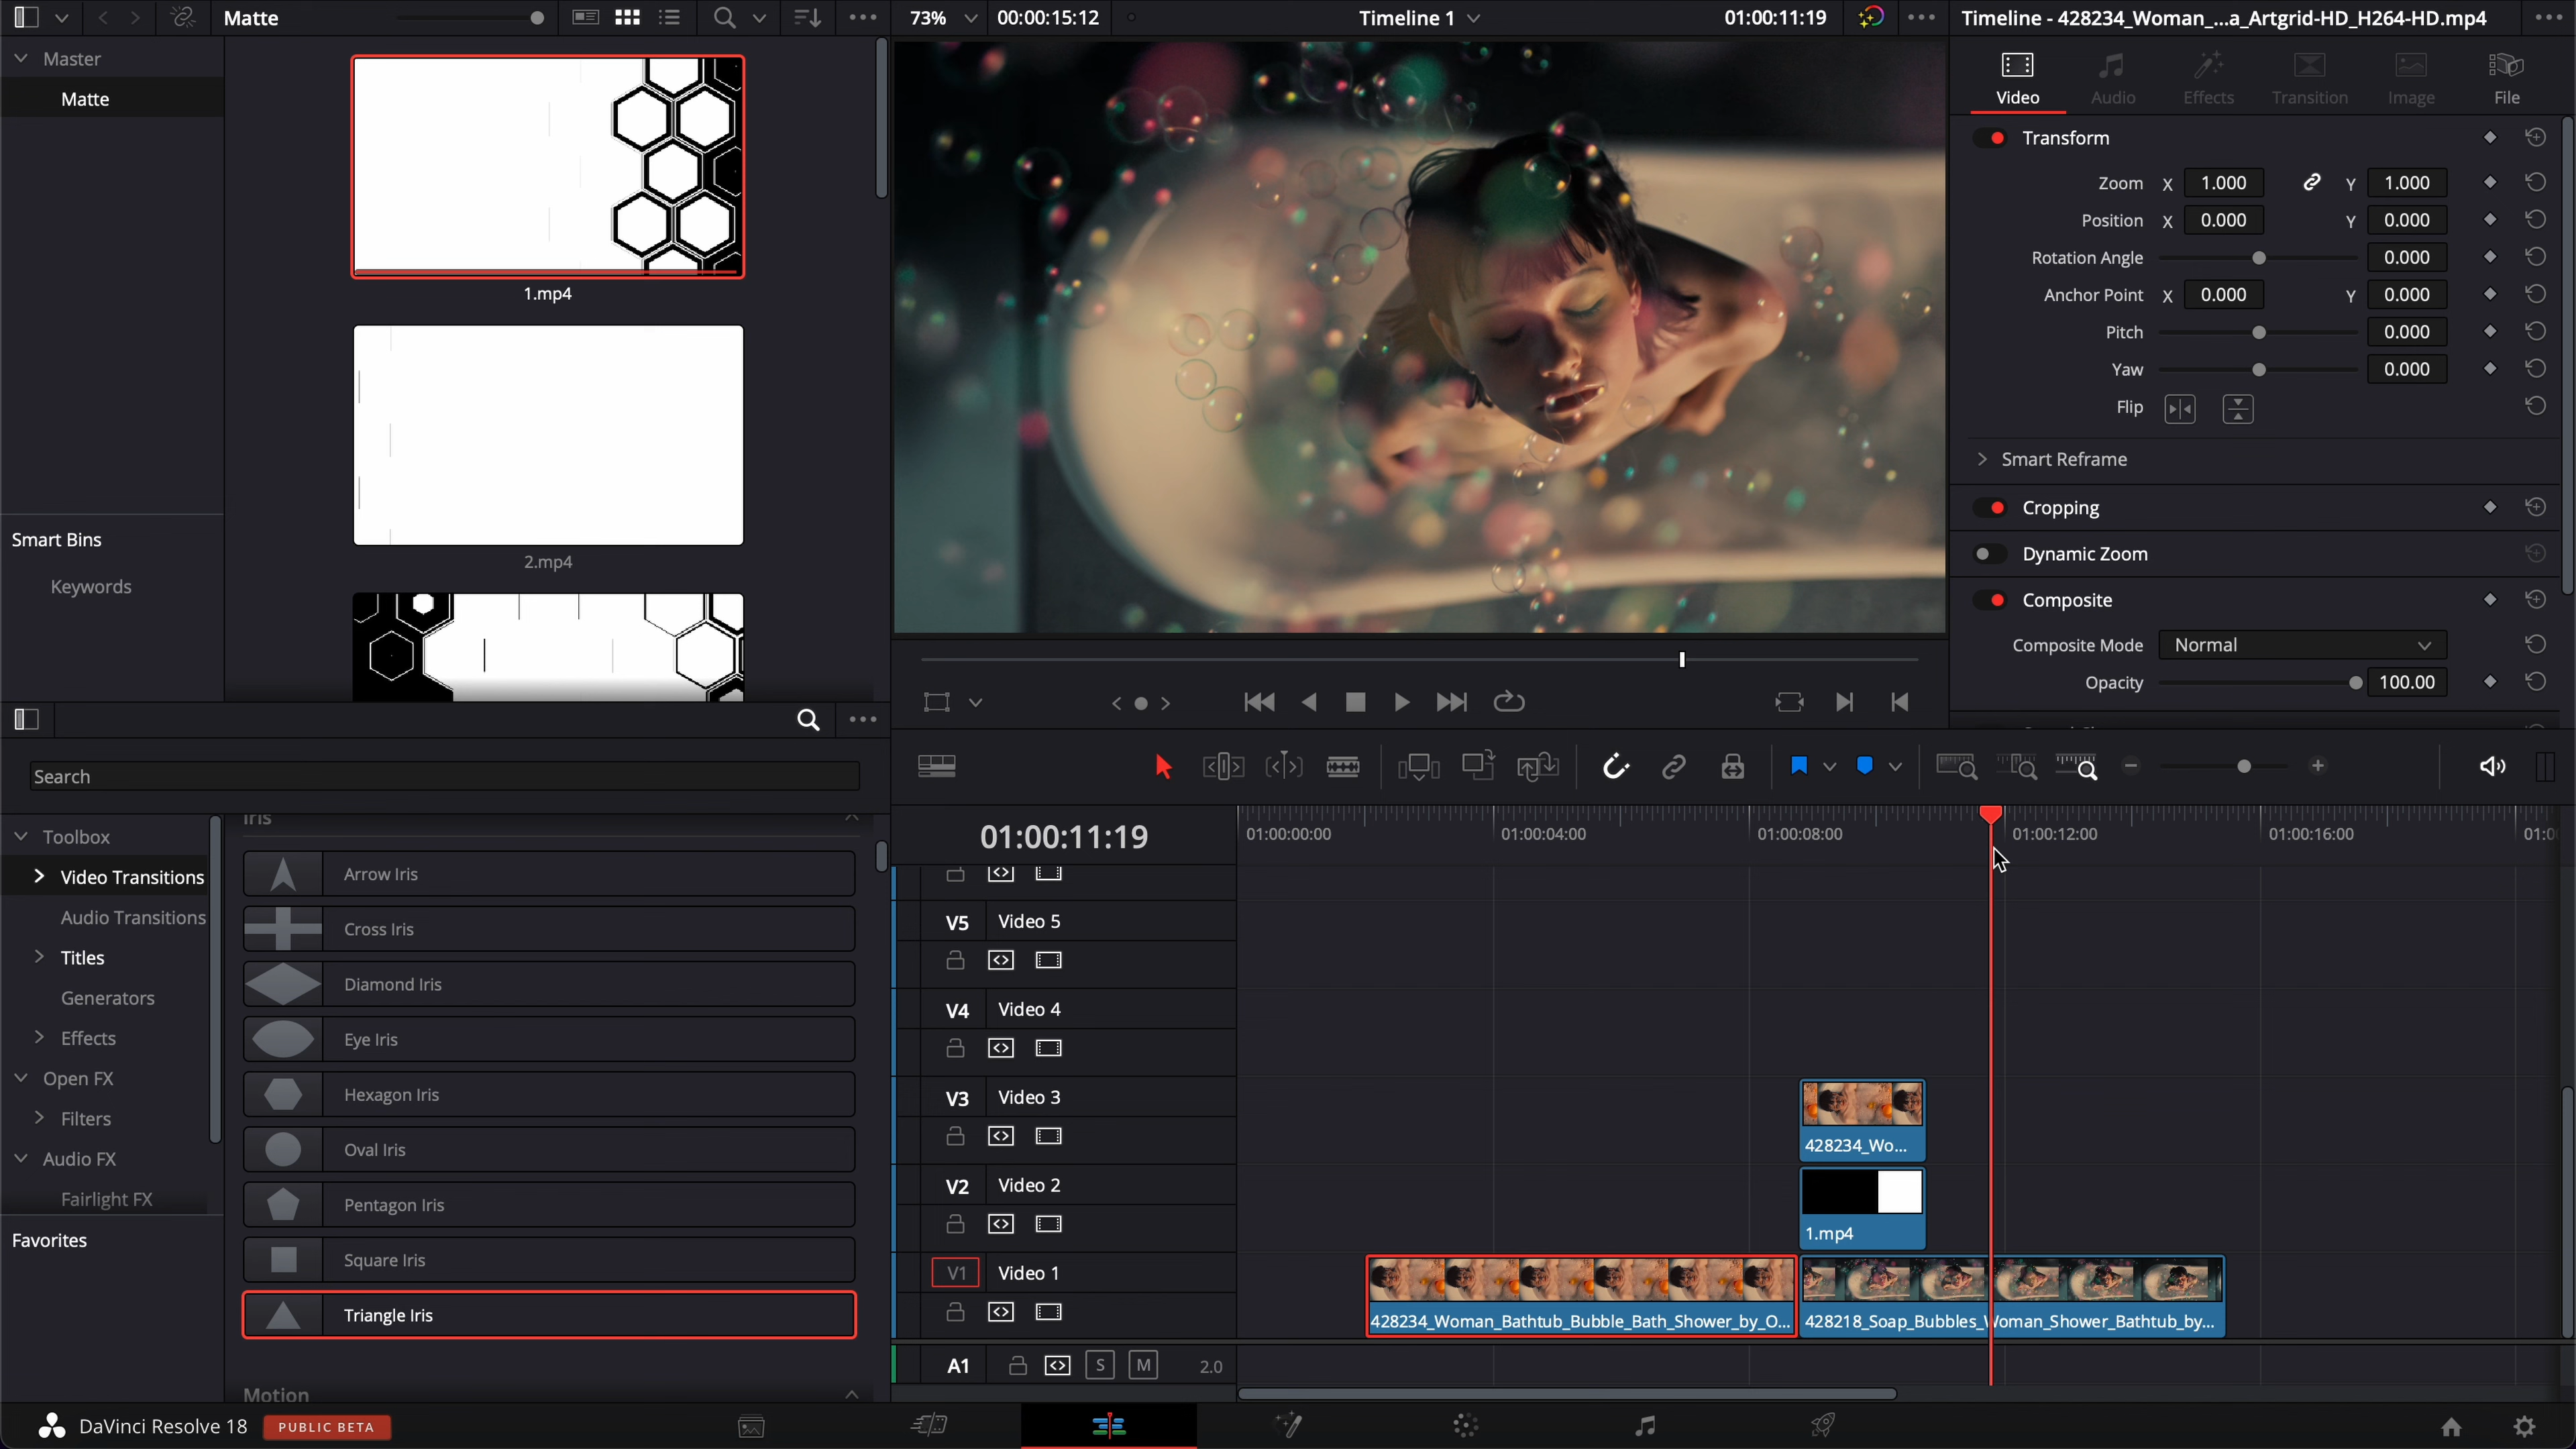 Matte
73%
00:00:15:12
Timeline 1
01:00:11:19
Timeline - 428234_Woman_...a_Artgrid-HD_H264-HD.mp4
Master
Matte
1.mp4
2.mp4
Smart Bins
Keywords
Video
Audio
Effects
Transition
Image
File
Transform
Zoom X 1.000 Y 1.000
Position X 0.000 Y 0.000
Rotation Angle 0.000
Anchor Point X 0.000 Y 0.000
Pitch 0.000
Yaw 0.000
Flip
Smart Reframe
Cropping
Dynamic Zoom
Composite
Composite Mode Normal
Opacity 100.00
Search
Toolbox
Video Transitions
Audio Transitions
Titles
Generators
Effects
Open FX
Filters
Audio FX
Fairlight FX
Favorites
Iris
Arrow Iris
Cross Iris
Diamond Iris
Eye Iris
Hexagon Iris
Oval Iris
Pentagon Iris
Square Iris
Triangle Iris
Motion
01:00:11:19
01:00:00:00
01:00:04:00
01:00:08:00
01:00:12:00
01:00:16:00
V5 Video 5
V4 Video 4
V3 Video 3
428234_Wo...
V2 Video 2
1.mp4
V1 Video 1
428234_Woman_Bathtub_Bubble_Bath_Shower_by_O...
428218_Soap_Bubbles_Woman_Shower_Bathtub_by...
A1 S M 2.0
DaVinci Resolve 18
PUBLIC BETA